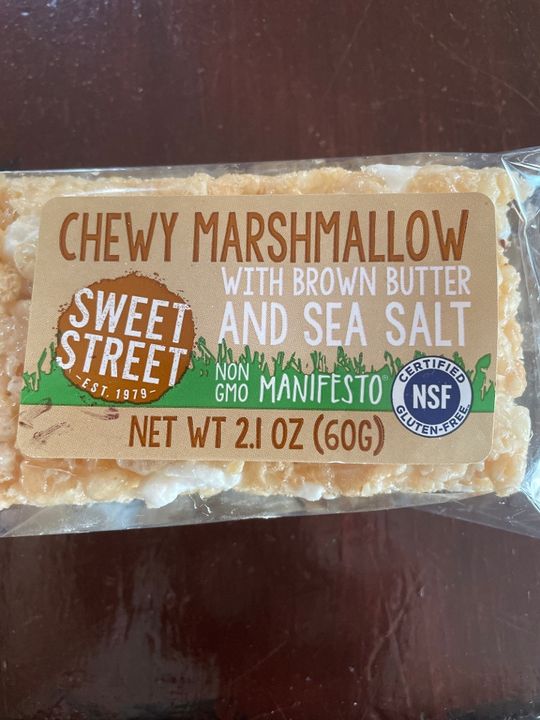 CHEWY MARSHMALLOW
WITH BROWN BUTTER
AND SEA SALT
SWEET
STREET
-EST. 1979-
NON
GMO MANIFESTO®
CERTIFIED
NSF
GLUTEN-FREE
NET WT 2.1 OZ (60G)